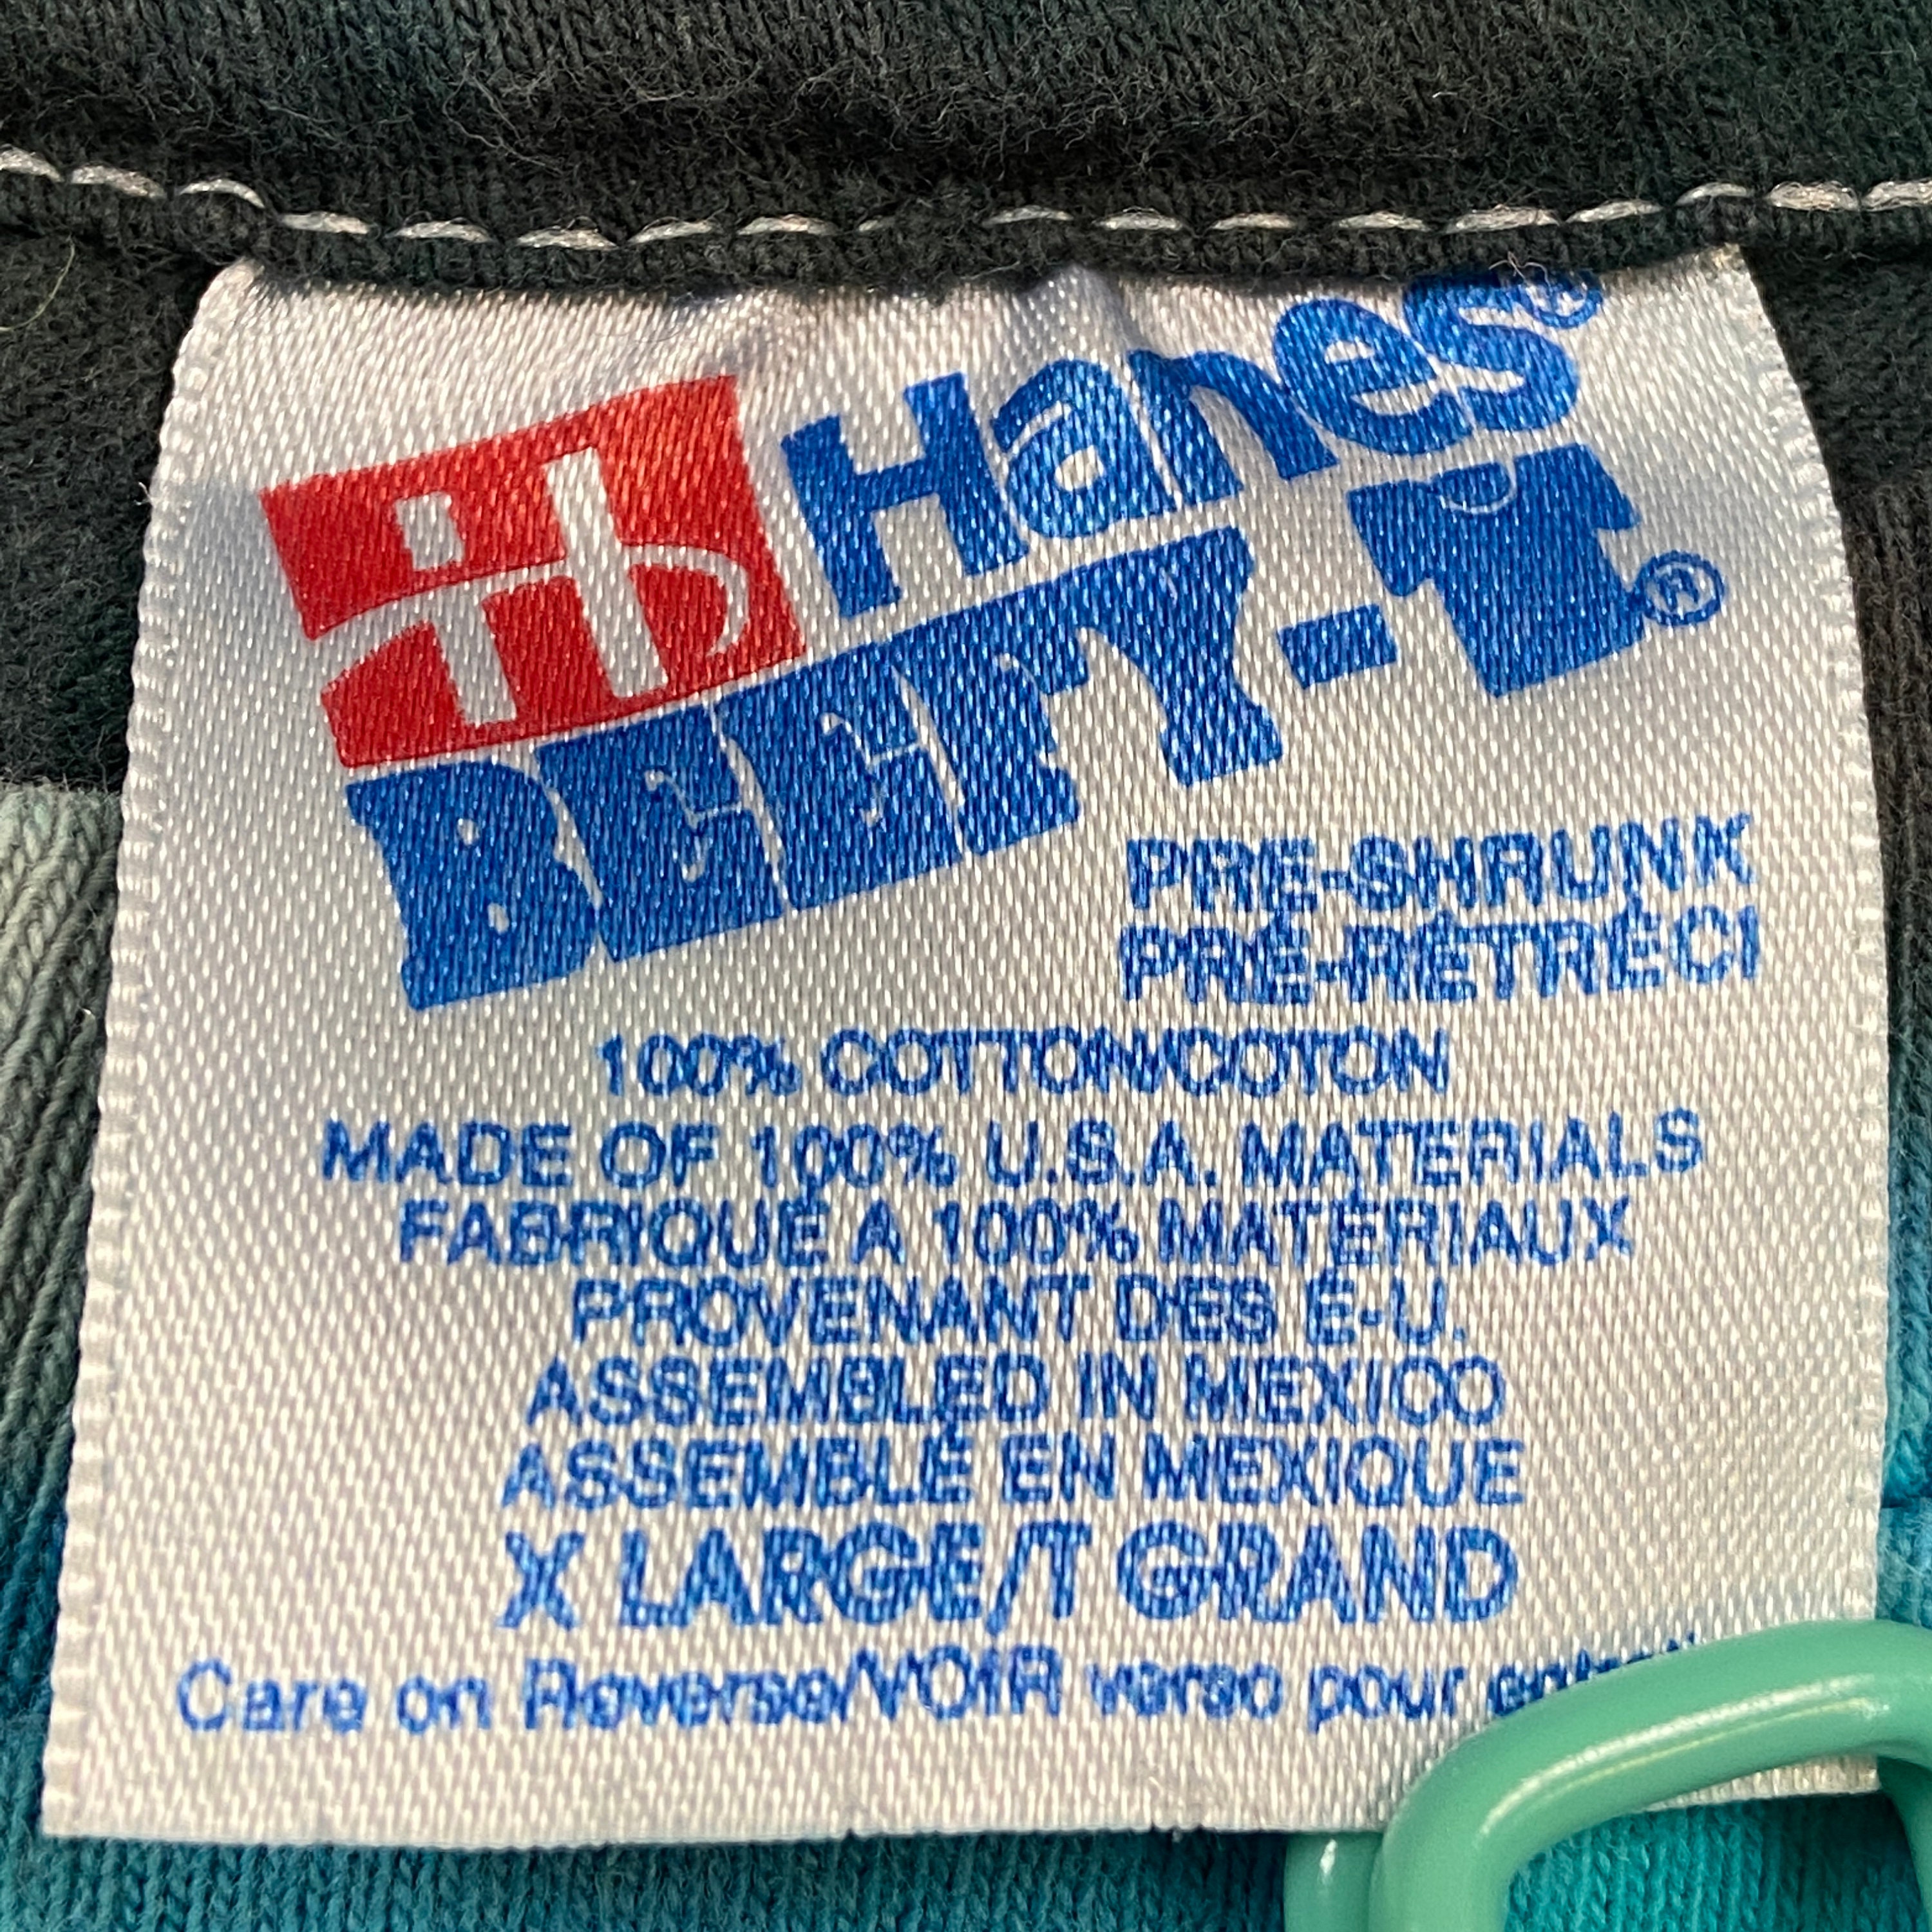 Hanes®
BEEFY-T®
PRE-SHRUNK
PRÉ-RÉTRÉCI
100% COTTON/COTON
MADE OF 100% U.S.A. MATERIALS
FABRIQUÉ A 100% MATÉRIAUX
PROVENANT DES É-U.
ASSEMBLED IN MEXICO
ASSEMBLÉ EN MEXIQUE
X LARGE/T GRAND
Care on Reverse/VOIR verso pour